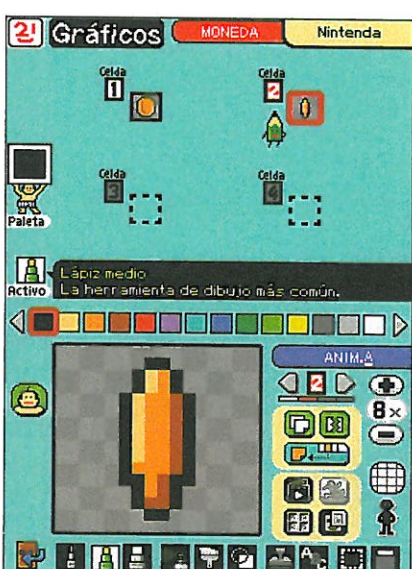 Gráficos
MONEDA
Nintenda
Celda
1
Celda
2
Celda
3
Celda
4
Paleta
Activo
Lápiz medio
La herramienta de dibujo más común.
ANIM.A
2
8×